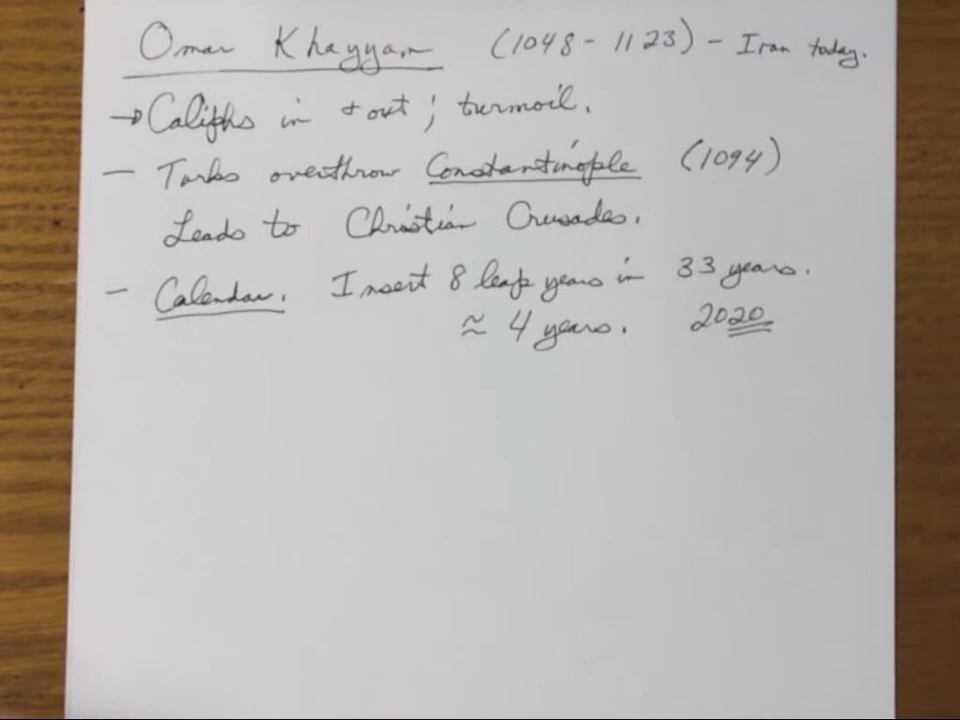 Omar Khayyam (1048 - 1123) - Iran today.
→ Caliphs in + out ; turmoil.
- Turks overthrow Constantinople (1094)
Leads to Christian Crusades.
- Calendar. Insert 8 leap years in 33 years.
≈ 4 years. 2020